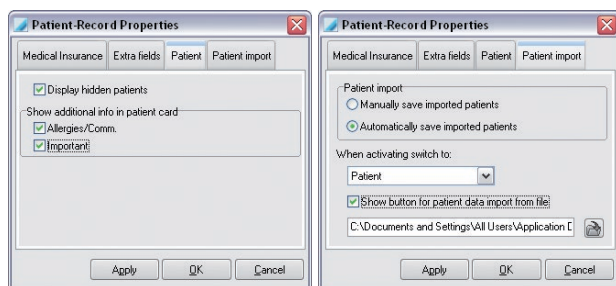 Patient-Record Properties
Medical Insurance Extra fields Patient Patient import
Display hidden patients
Show additional info in patient card
Allergies/Comm.
Important
Apply OK Cancel
Patient-Record Properties
Medical Insurance Extra fields Patient Patient import
Patient import
Manually save imported patients
Automatically save imported patients
When activating switch to:
Patient
Show button for patient data import from file
C:\Documents and Settings\All Users\Application D
Apply OK Cancel